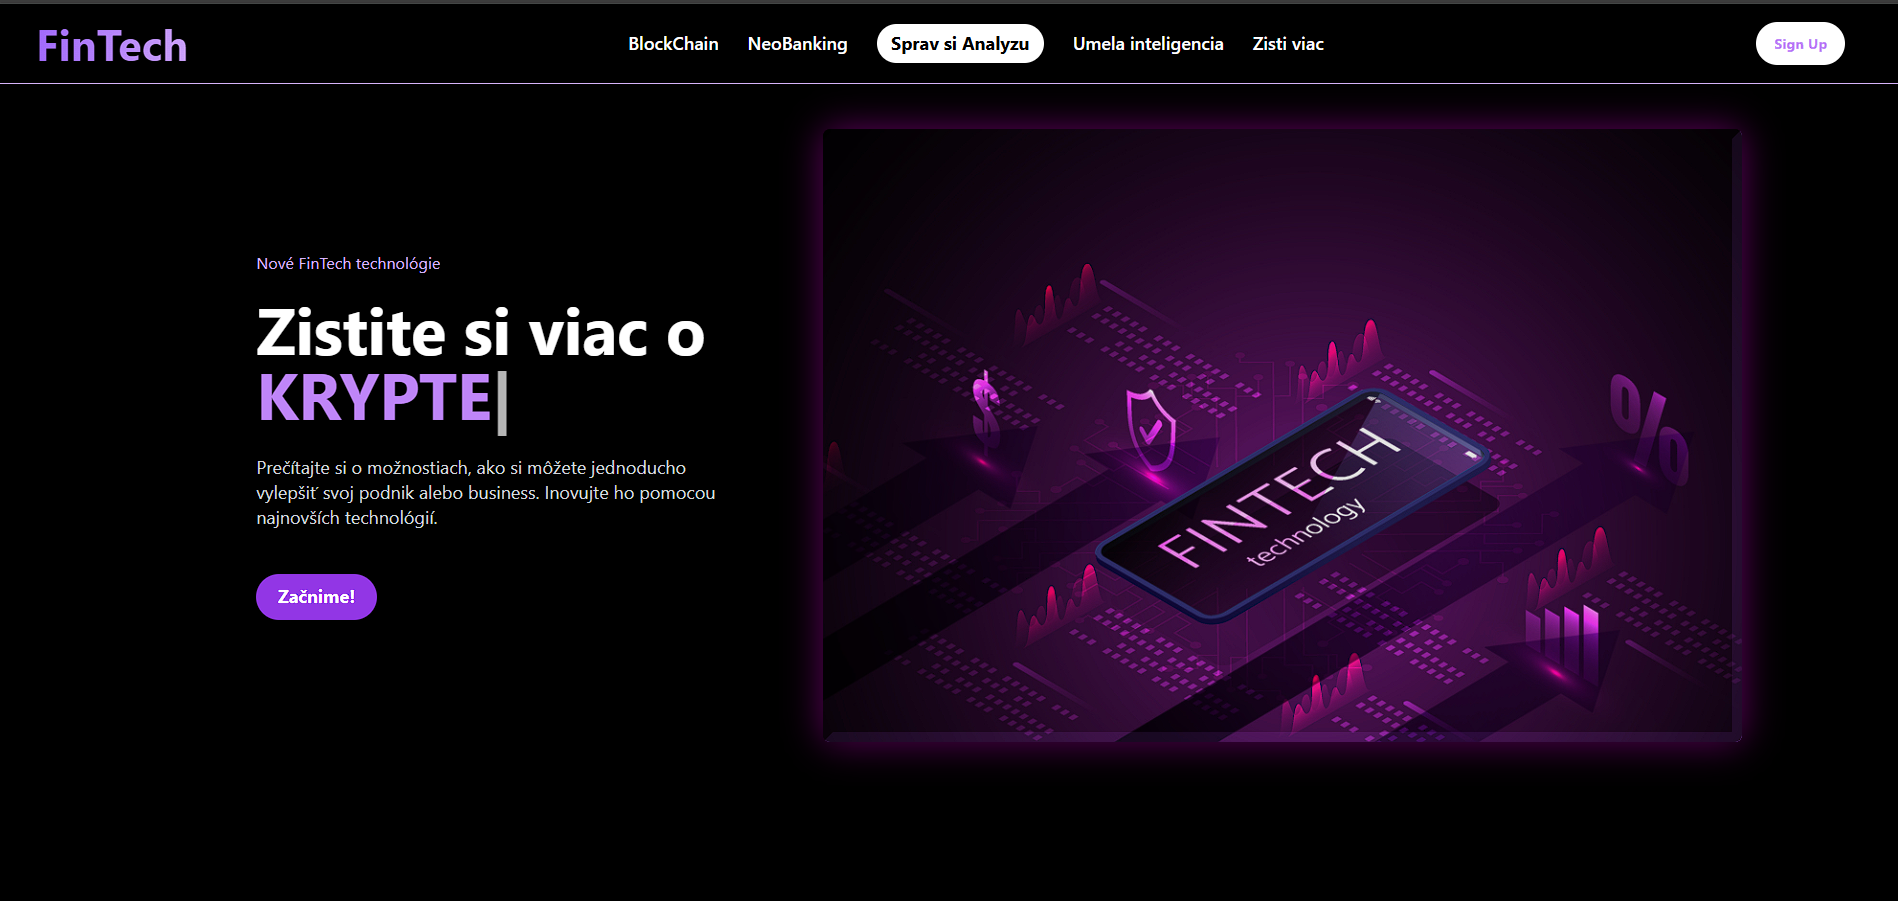 FinTech
BlockChain
NeoBanking
Sprav si Analyzu
Umela inteligencia
Zisti viac
Sign Up
Nové FinTech technológie
Zistite si viac o
KRYPTE
Prečítajte si o možnostiach, ako si môžete jednoducho
vylepšiť svoj podnik alebo business. Inovujte ho pomocou
najnovších technológií.
Začnime!
$
%
FINTECH
technology